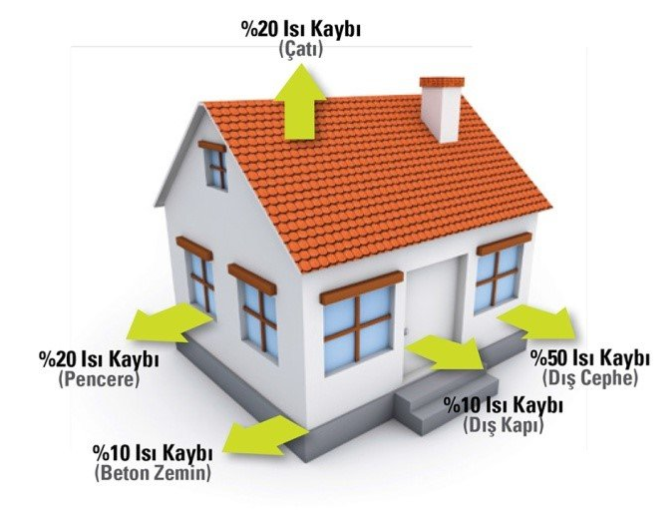 %20 Isı Kaybı
(Çatı)
%20 Isı Kaybı
(Pencere)
%50 Isı Kaybı
(Dış Cephe)
%10 Isı Kaybı
(Dış Kapı)
%10 Isı Kaybı
(Beton Zemin)